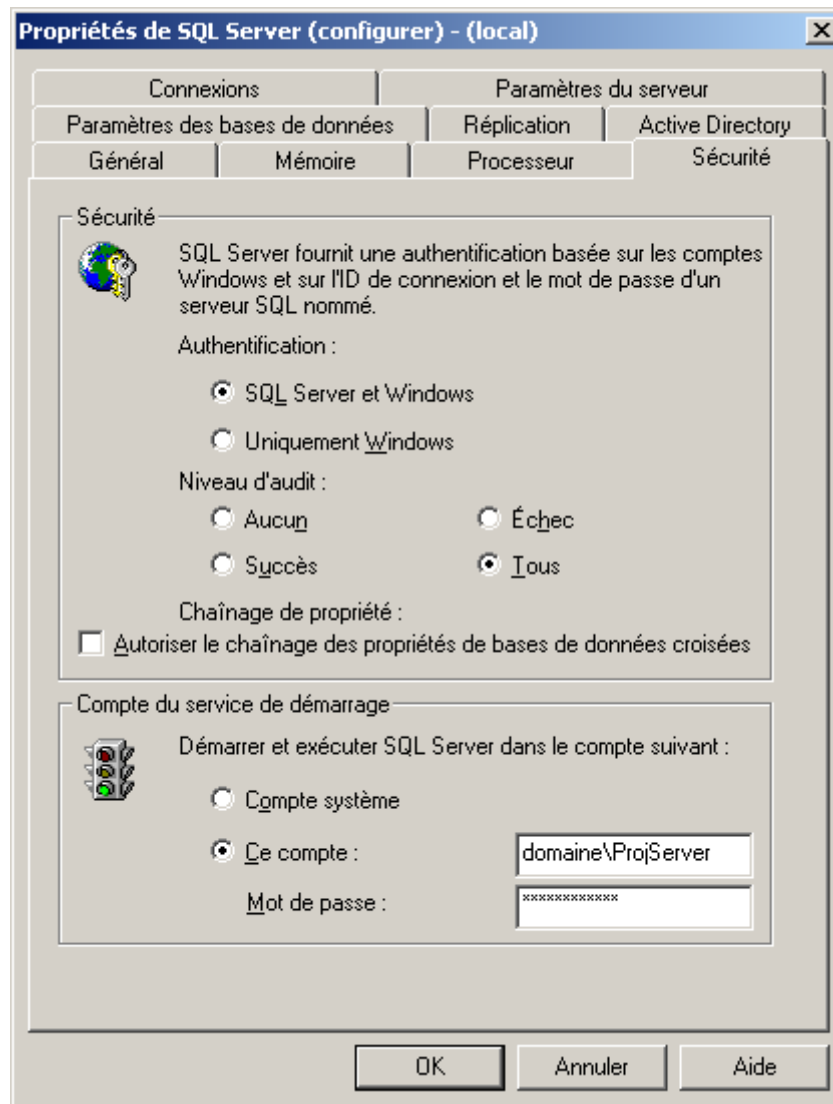 Propriétés de SQL Server (configurer) - (local)
Connexions
Paramètres du serveur
Paramètres des bases de données
Réplication
Active Directory
Général
Mémoire
Processeur
Sécurité
Sécurité
SQL Server fournit une authentification basée sur les comptes
Windows et sur l'ID de connexion et le mot de passe d'un
serveur SQL nommé.
Authentification :
SQL Server et Windows
Uniquement Windows
Niveau d'audit :
Aucun
Échec
Succès
Tous
Chaînage de propriété :
Autoriser le chaînage des propriétés de bases de données croisées
Compte du service de démarrage
Démarrer et exécuter SQL Server dans le compte suivant :
Compte système
Ce compte :
domaine\ProjServer
Mot de passe :
************
OK
Annuler
Aide